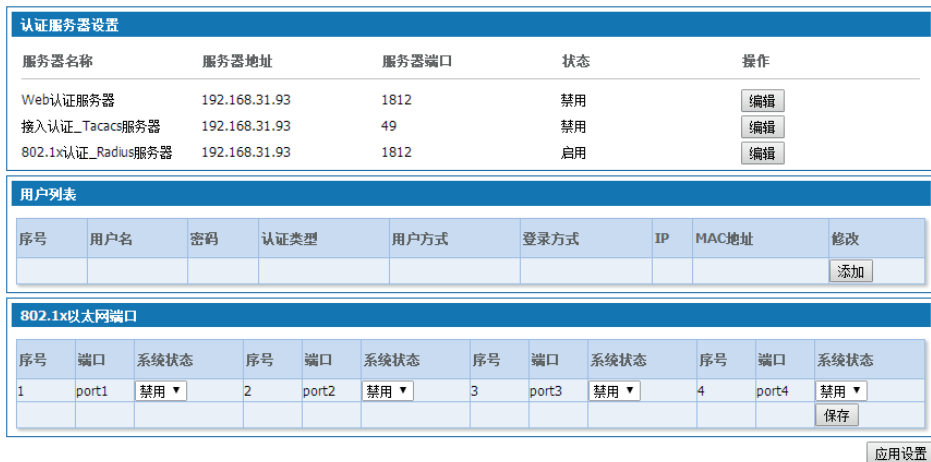 认证服务器设置
服务器名称 服务器地址 服务器端口 状态 操作
Web认证服务器 192.168.31.93 1812 禁用 编辑
接入认证_Tacacs服务器 192.168.31.93 49 禁用 编辑
802.1x认证_Radius服务器 192.168.31.93 1812 启用 编辑
用户列表
序号 用户名 密码 认证类型 用户方式 登录方式 IP MAC地址 修改
添加
802.1x以太网端口
序号 端口 系统状态 序号 端口 系统状态 序号 端口 系统状态 序号 端口 系统状态
1 port1 禁用 2 port2 禁用 3 port3 禁用 4 port4 禁用
保存
应用设置